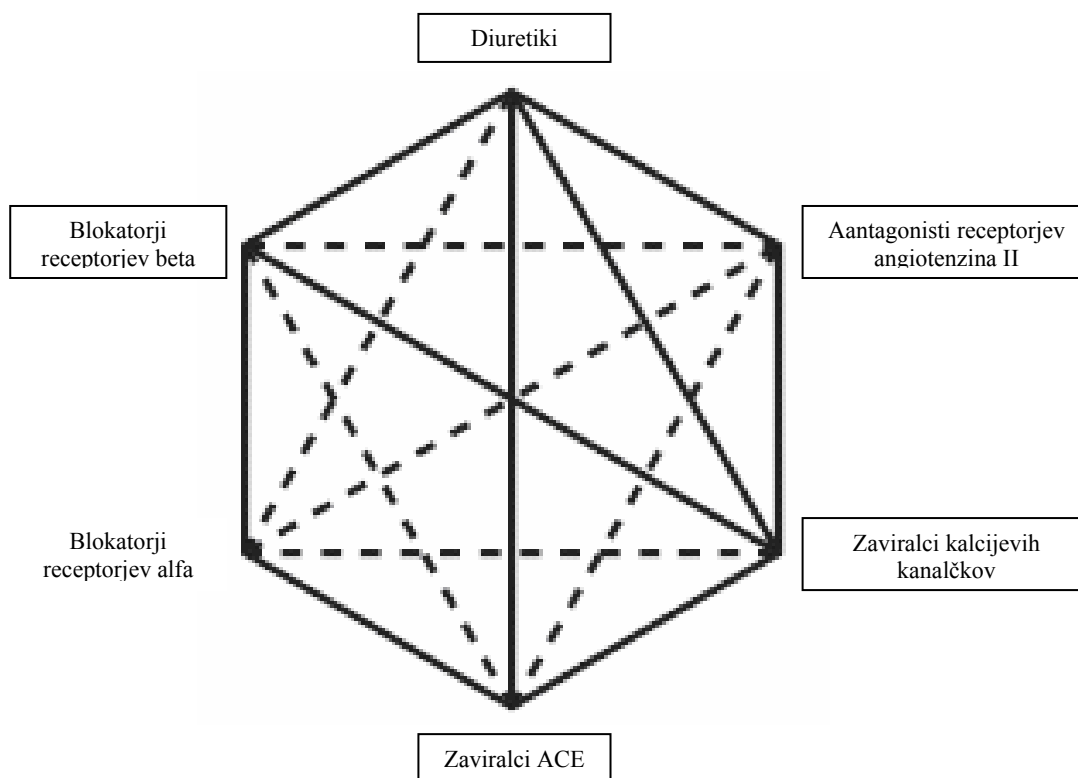 Diuretiki
Blokatorji
receptorjev beta
Aantagonisti receptorjev
angiotenzina II
Blokatorji
receptorjev alfa
Zaviralci kalcijevih
kanalčkov
Zaviralci ACE